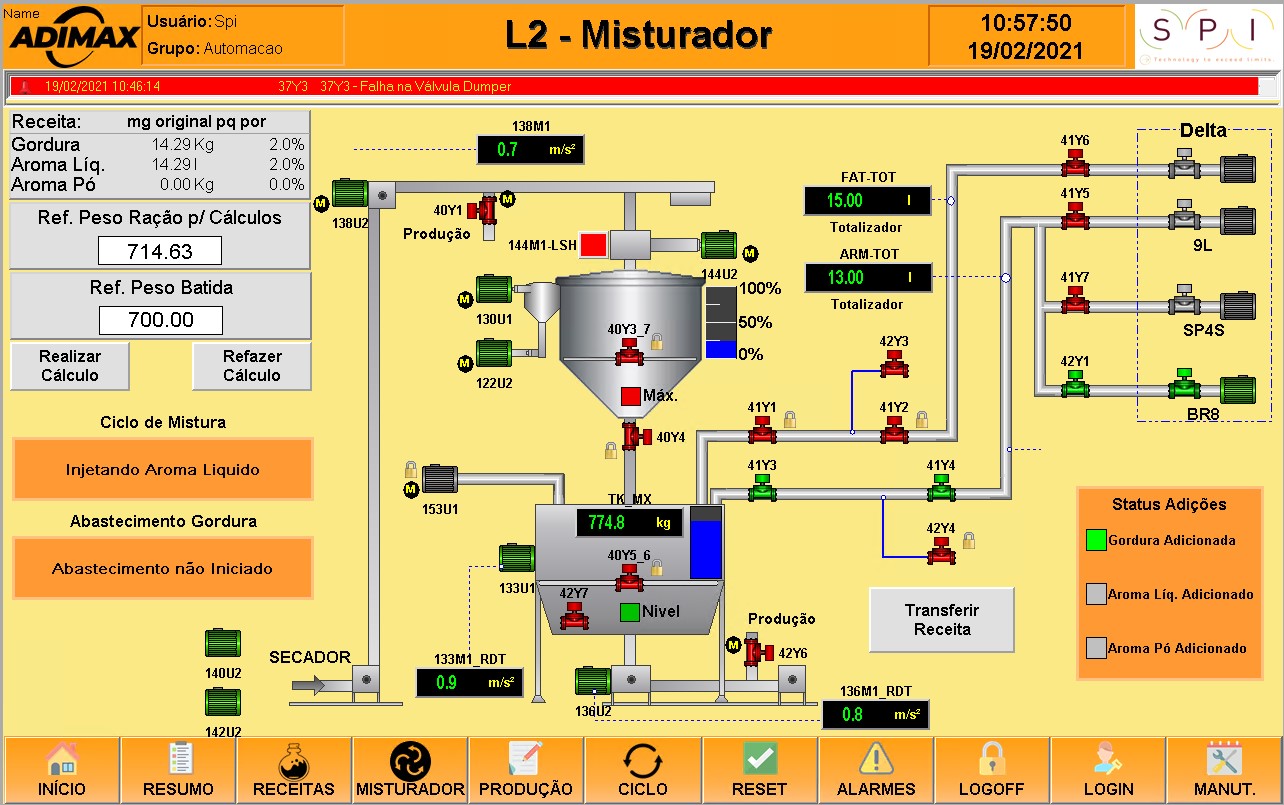 Name
ADIMAX
Usuário: Spi
Grupo: Automacao
L2 - Misturador
10:57:50
19/02/2021
SPI
Technology to exceed limits.
19/02/2021 10:46:14 37Y3 37Y3 - Falha na Válvula Dumper
Receita: mg original pq por
Gordura 14.29 Kg 2.0%
Aroma Líq. 14.29 l 2.0%
Aroma Pó 0.00 Kg 0.0%
Ref. Peso Ração p/ Cálculos
714.63
Ref. Peso Batida
700.00
Realizar Cálculo
Refazer Cálculo
Ciclo de Mistura
Injetando Aroma Liquido
Abastecimento Gordura
Abastecimento não Iniciado
140U2
142U2
SECADOR
138M1
0.7 m/s²
M
138U2
40Y1
M
Produção
144M1-LSH
144U2
M
M
130U1
M
122U2
100%
50%
0%
40Y3_7
Máx.
40Y4
M
153U1
TK_MX
774.8 kg
133U1
40Y5_6
42Y7
Nivel
133M1_RDT
0.9 m/s²
136U2
Produção
M
42Y6
136M1_RDT
0.8 m/s²
FAT-TOT
15.00 l
Totalizador
ARM-TOT
13.00 l
Totalizador
42Y3
41Y1
41Y2
41Y3
41Y4
42Y4
Delta
41Y6
41Y5
9L
41Y7
SP4S
42Y1
BR8
Transferir Receita
Status Adições
Gordura Adicionada
Aroma Líq. Adicionado
Aroma Pó Adicionado
INÍCIO
RESUMO
RECEITAS
MISTURADOR
PRODUÇÃO
CICLO
RESET
ALARMES
LOGOFF
LOGIN
MANUT.